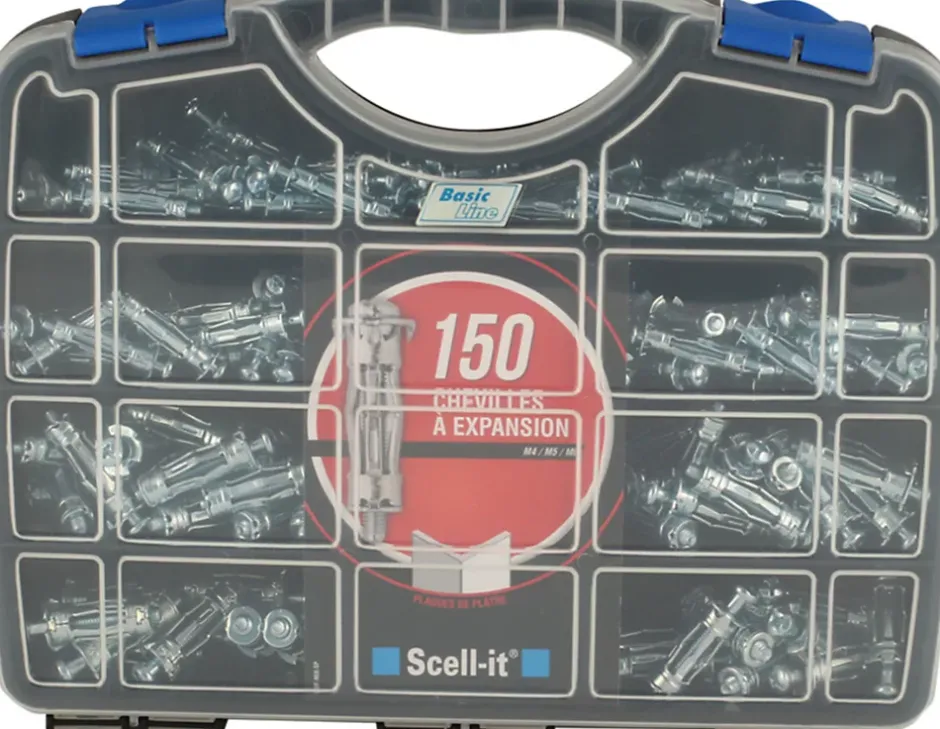 Basic
Line
150
CHEVILLES
À EXPANSION
M4 / M5 / M6
PLAQUES DE PLÂTRE
Scell-it®